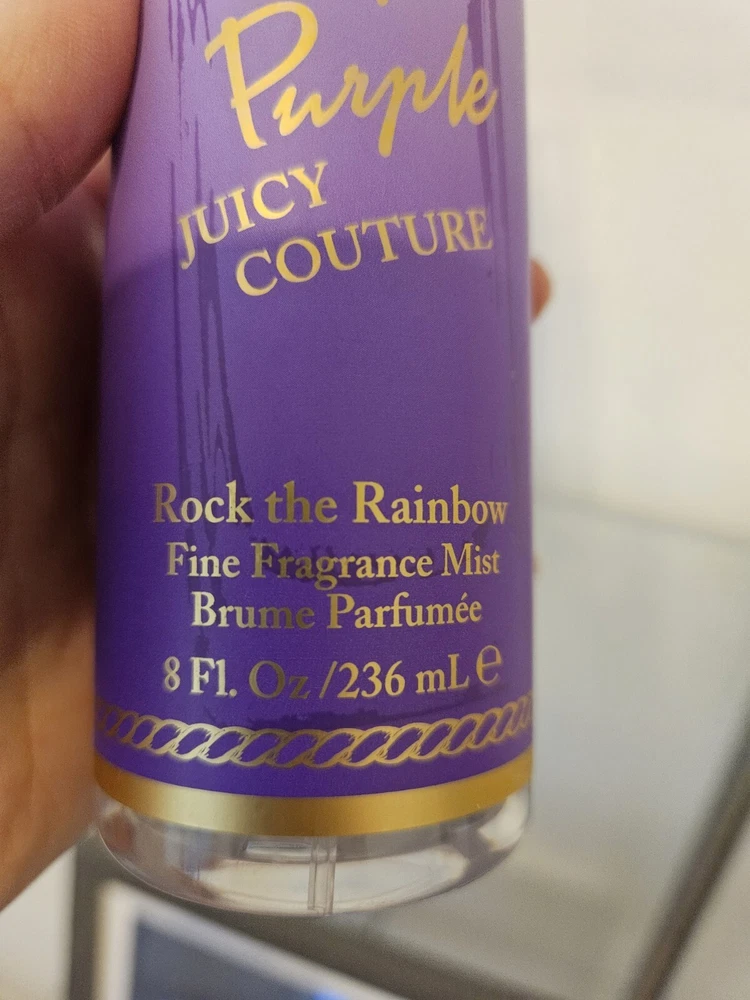 Purple
JUICY
COUTURE
Rock the Rainbow
Fine Fragrance Mist
Brume Parfumée
8 Fl. Oz /236 mL ℮